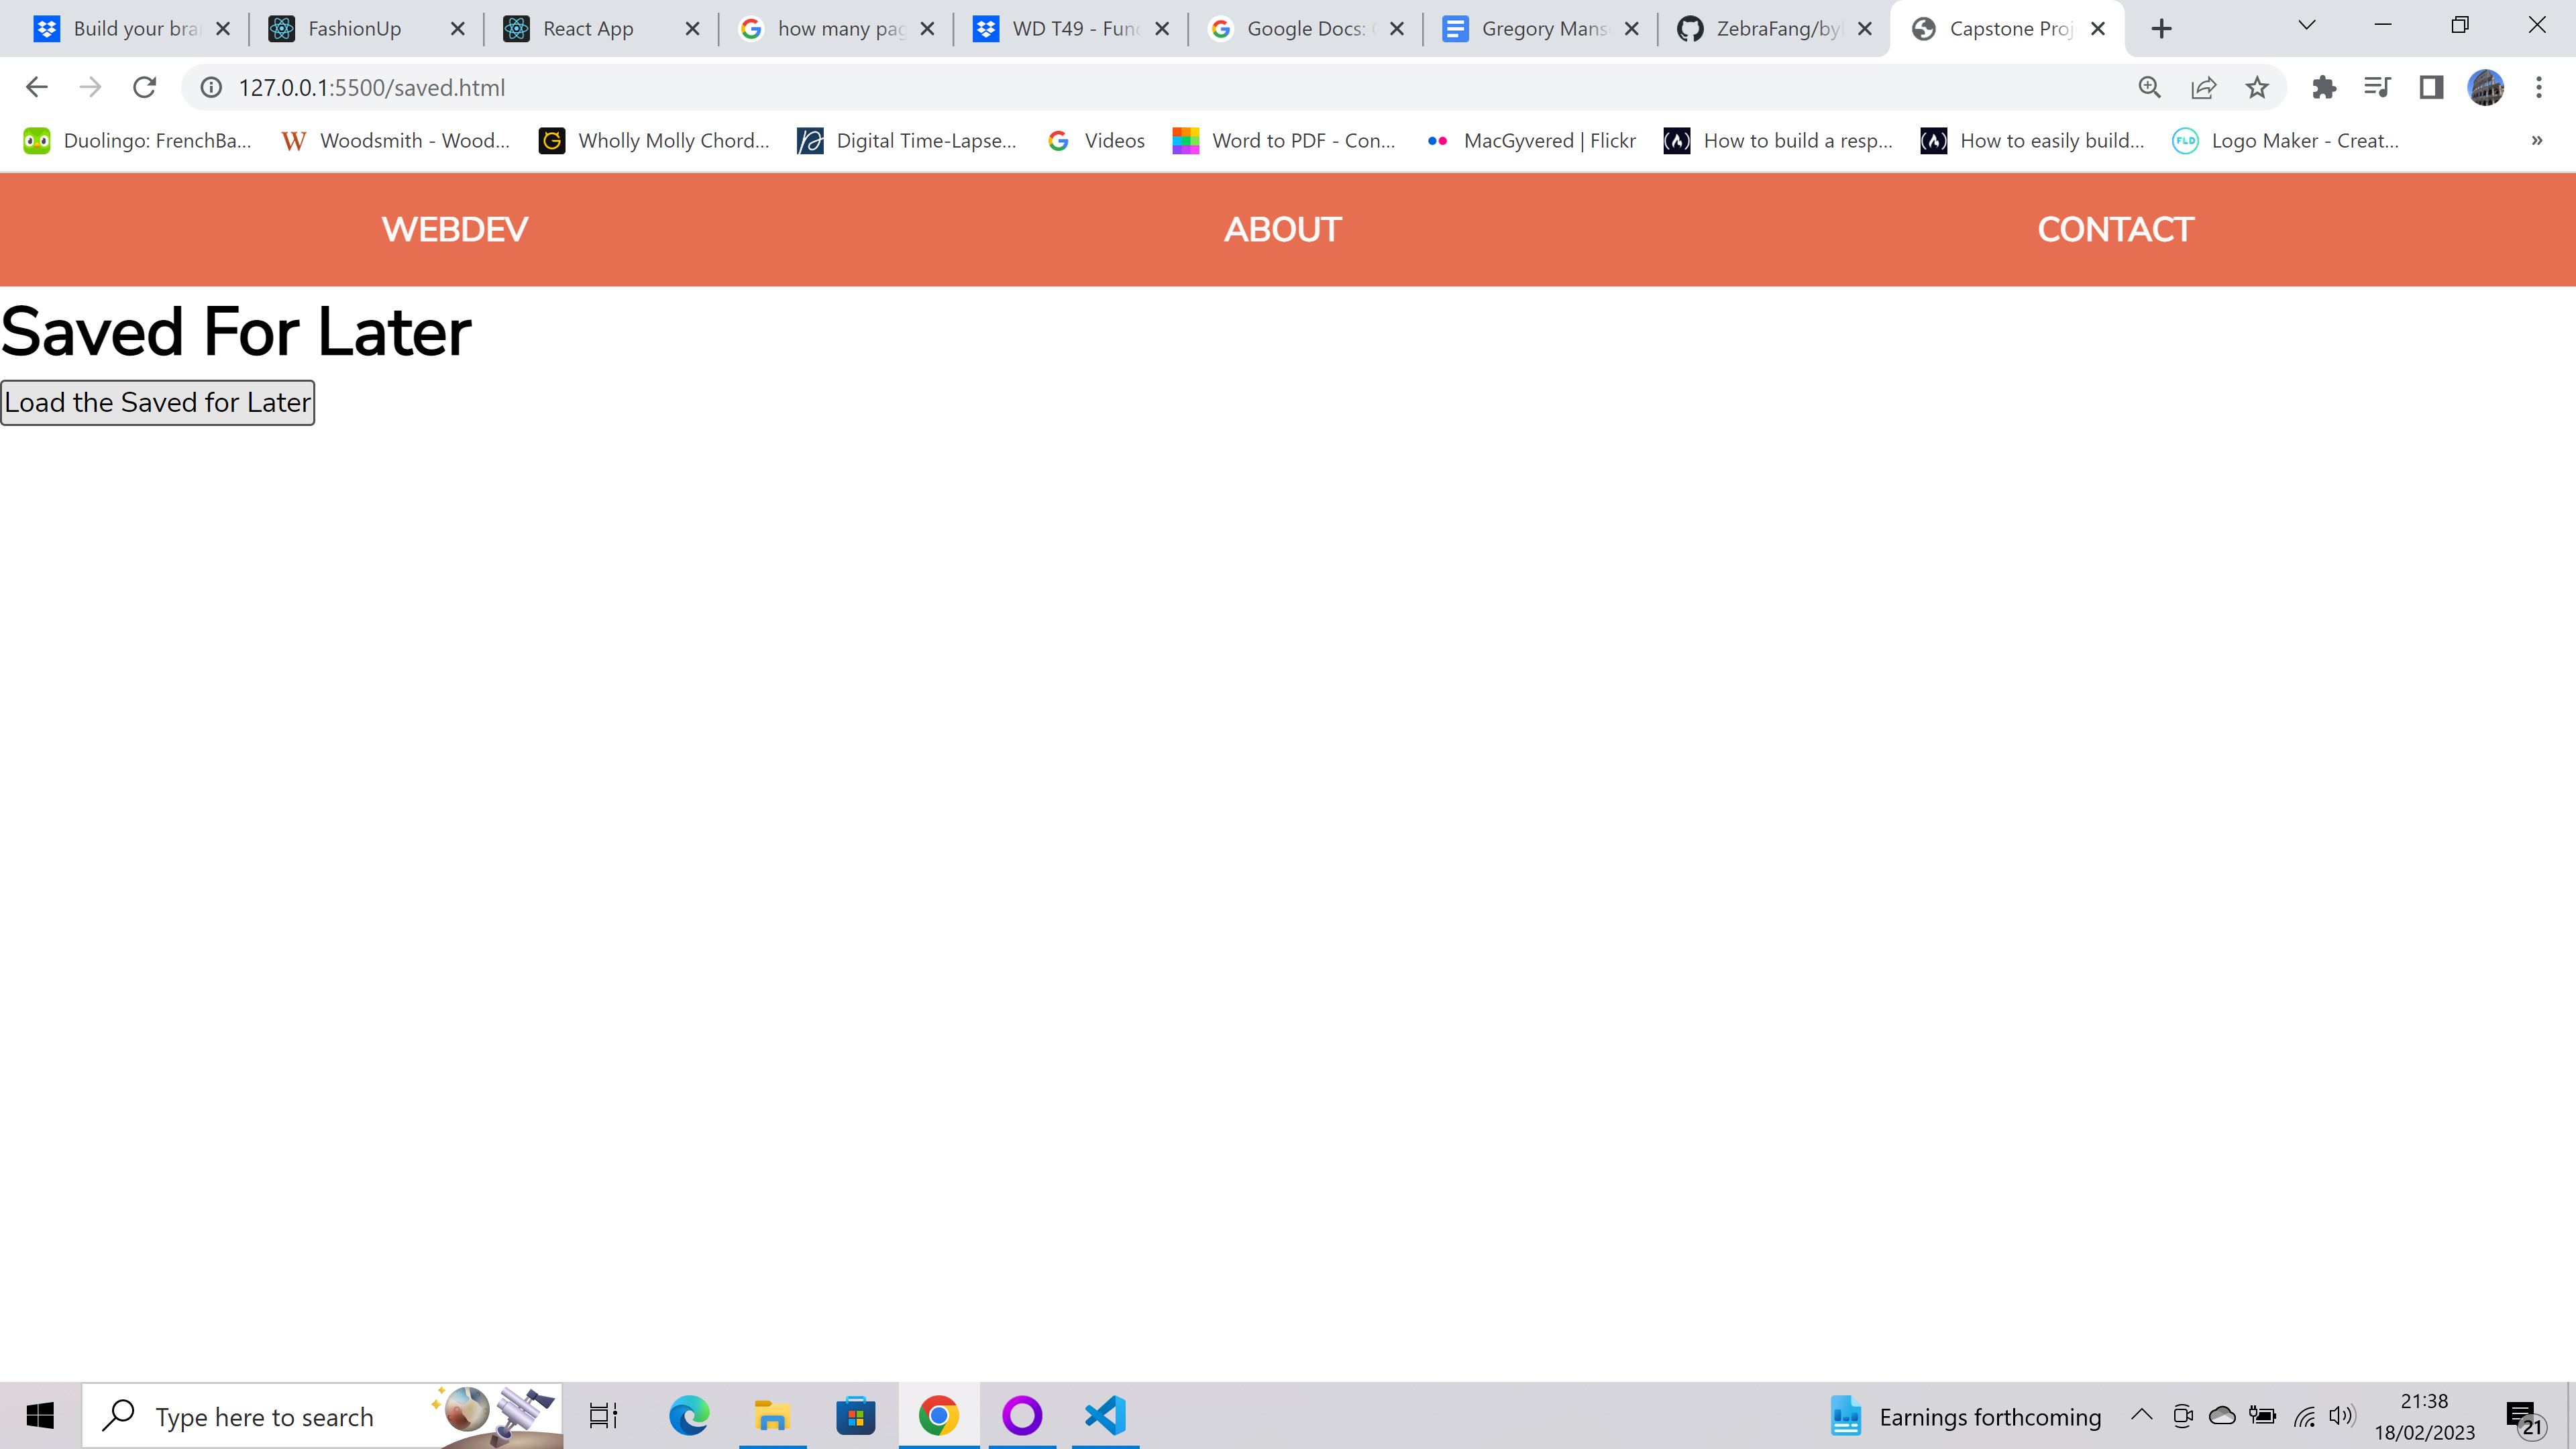 Build your bra
FashionUp
React App
how many pag
WD T49 - Func
Google Docs:
Gregory Mans
ZebraFang/by
Capstone Proj
127.0.0.1:5500/saved.html
Duolingo: FrenchBa...
Woodsmith - Wood...
Wholly Molly Chord...
Digital Time-Lapse...
Videos
Word to PDF - Con...
MacGyvered | Flickr
How to build a resp...
How to easily build...
FLD
Logo Maker - Creat...
»
WEBDEV
ABOUT
CONTACT
Saved For Later
Load the Saved for Later
Type here to search
Earnings forthcoming
21:38
18/02/2023
21